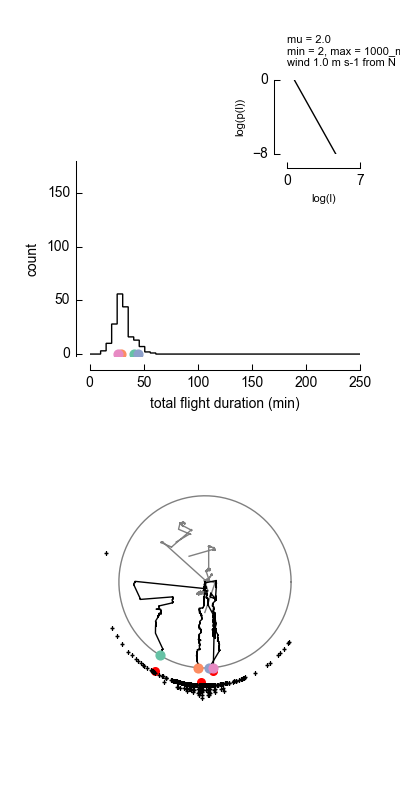 mu = 2.0
min = 2, max = 1000_m
wind 1.0 m s-1 from N
0
log(p(l))
−8
0
7
log(l)
150
100
50
0
count
0
50
100
150
200
250
total flight duration (min)